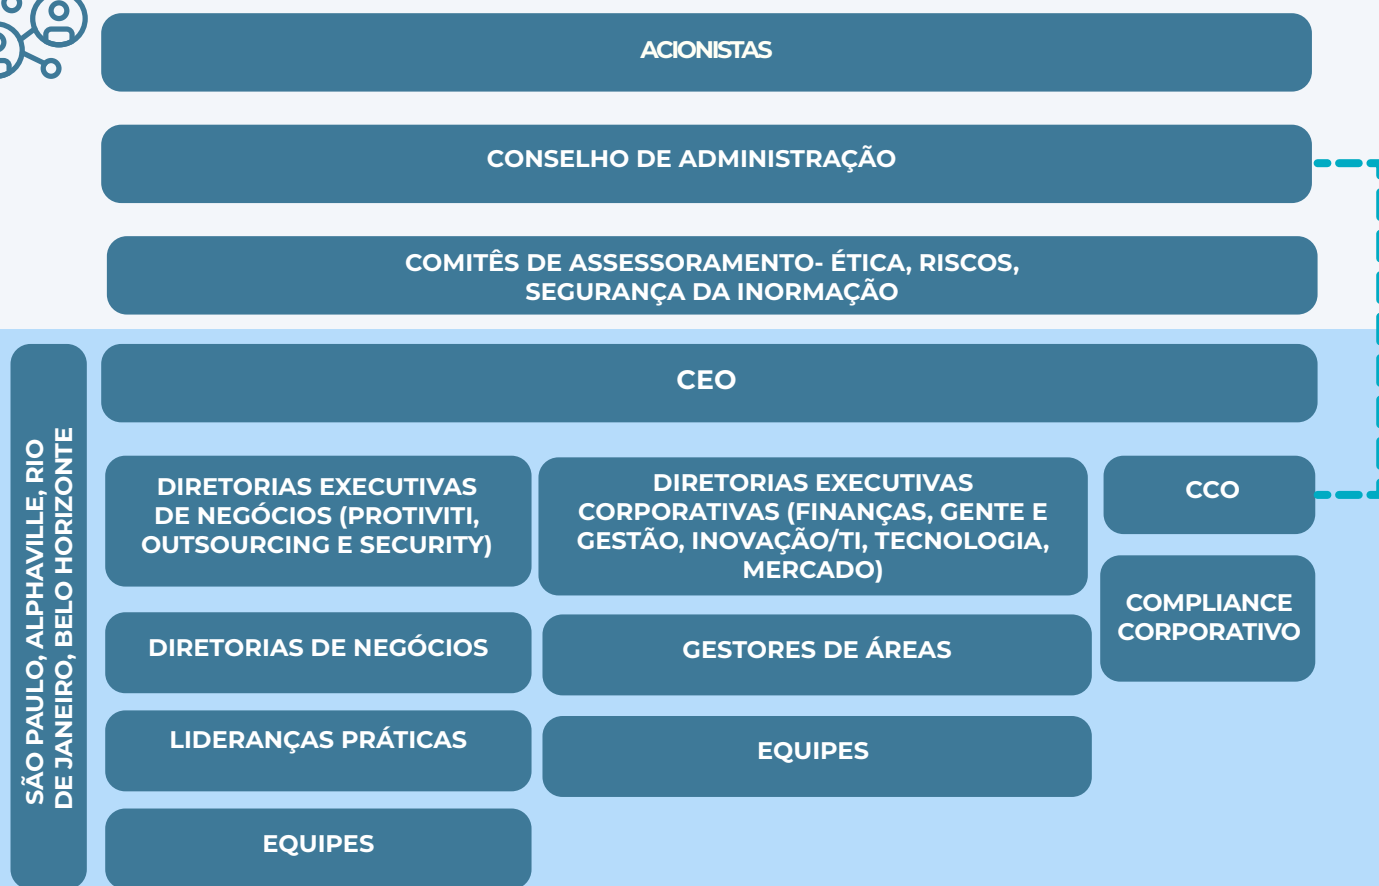 ACIONISTAS
CONSELHO DE ADMINISTRAÇÃO
COMITÊS DE ASSESSORAMENTO- ÉTICA, RISCOS,
SEGURANÇA DA INORMAÇÃO
SÃO PAULO, ALPHAVILLE, RIO
DE JANEIRO, BELO HORIZONTE
CEO
DIRETORIAS EXECUTIVAS
DE NEGÓCIOS (PROTIVITI,
OUTSOURCING E SECURITY)
DIRETORIAS DE NEGÓCIOS
LIDERANÇAS PRÁTICAS
EQUIPES
DIRETORIAS EXECUTIVAS
CORPORATIVAS (FINANÇAS, GENTE E
GESTÃO, INOVAÇÃO/TI, TECNOLOGIA,
MERCADO)
GESTORES DE ÁREAS
EQUIPES
CCO
COMPLIANCE
CORPORATIVO